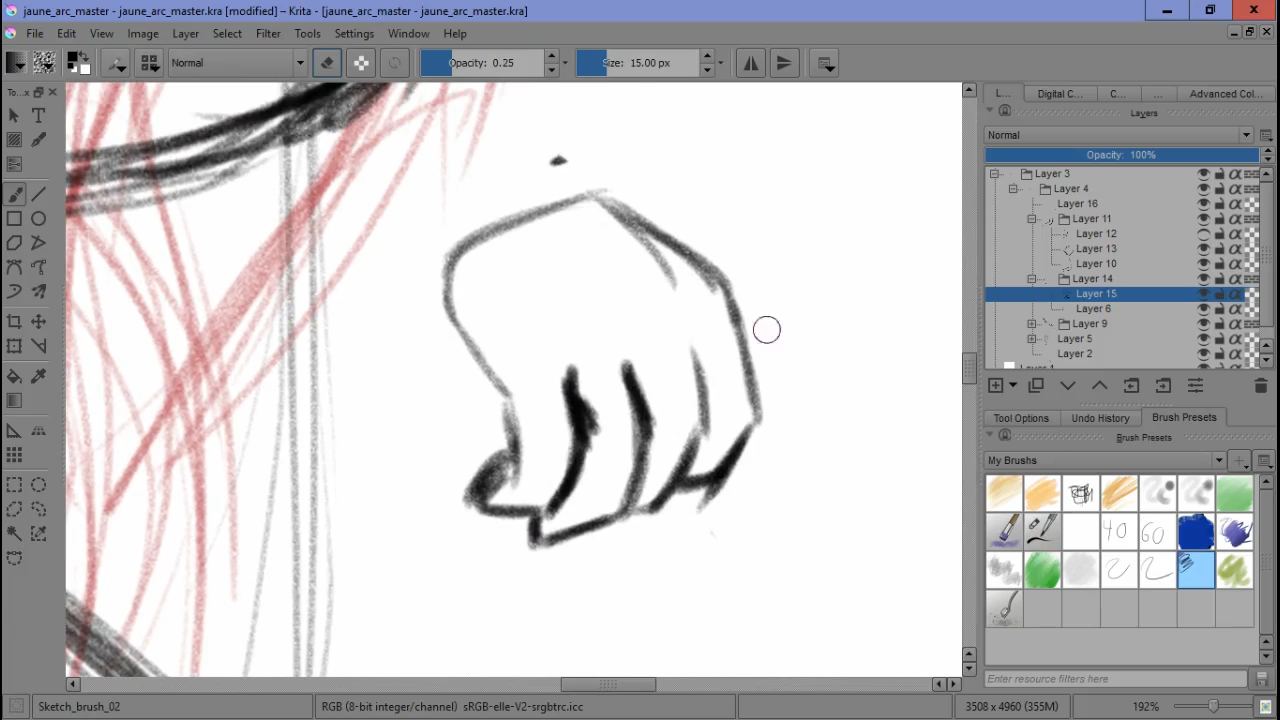 jaune_arc_master - jaune_arc_master.kra [modified] – Krita - [jaune_arc_master - jaune_arc_master.kra]
File Edit View Image Layer Select Filter Tools Settings Window Help
Normal Opacity: 0.25 Size: 15.00 px
To...x L... Digital C... C... ... Advanced Col...
Layers
Normal
Opacity: 100%
Layer 3
Layer 4
Layer 16
Layer 11
Layer 12
Layer 13
Layer 10
Layer 14
Layer 15
Layer 6
Layer 9
Layer 5
Layer 2
Tool Options Undo History Brush Presets
Brush Presets
My Brushes
40 60
Enter resource filters here
Sketch_brush_02 RGB (8-bit integer/channel) sRGB-elle-V2-srgbtrc.icc 3508 x 4960 (355M) 192%